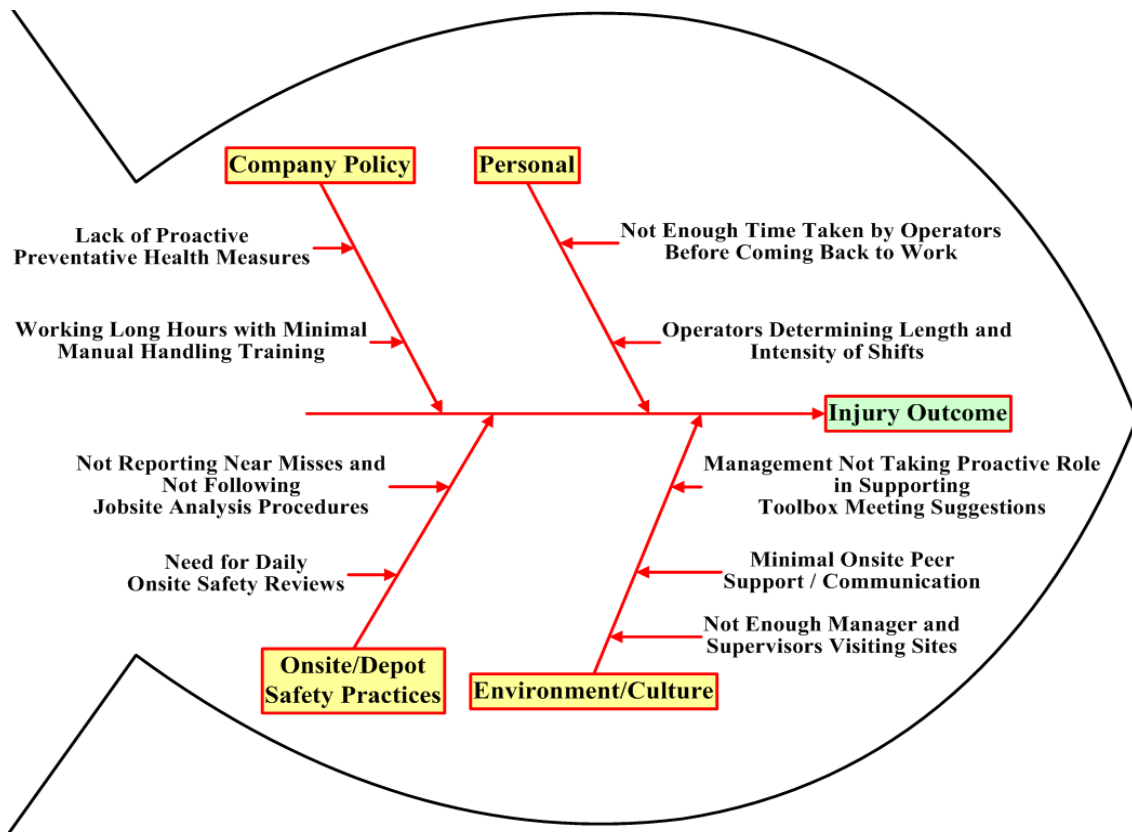 Company Policy
Personal
Lack of Proactive
Preventative Health Measures
Not Enough Time Taken by Operators
Before Coming Back to Work
Working Long Hours with Minimal
Manual Handling Training
Operators Determining Length and
Intensity of Shifts
Injury Outcome
Not Reporting Near Misses and
Not Following
Jobsite Analysis Procedures
Management Not Taking Proactive Role
in Supporting
Toolbox Meeting Suggestions
Need for Daily
Onsite Safety Reviews
Minimal Onsite Peer
Support / Communication
Not Enough Manager and
Supervisors Visiting Sites
Onsite/Depot
Safety Practices
Environment/Culture